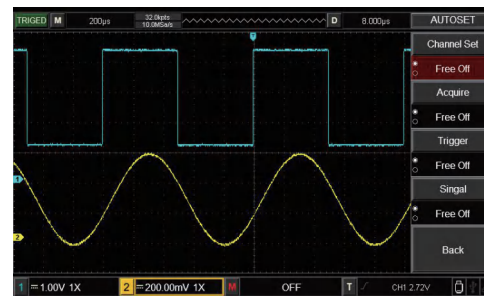 TRIGED M 200µs 32.0kpts D 8.000µs AUTOSET
10.0MSa/s
T
Channel Set
Free Off
Acquire
Free Off
Trigger
Free Off
Singal
Free Off
1
2
Back
1 1.00V 1X 2 200.00mV 1X M OFF T CH1 2.72V